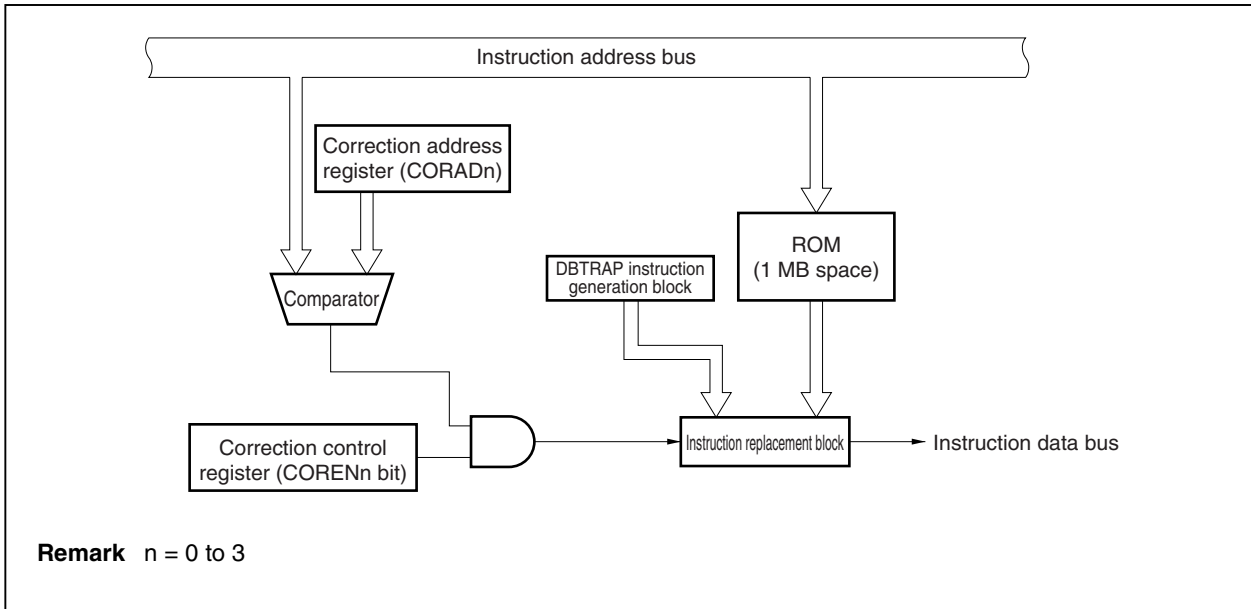 Instruction address bus
Correction address
register (CORADn)
ROM
(1 MB space)
DBTRAP instruction
generation block
Comparator
Correction control
register (CORENn bit)
Instruction replacement block
Instruction data bus
Remark n = 0 to 3